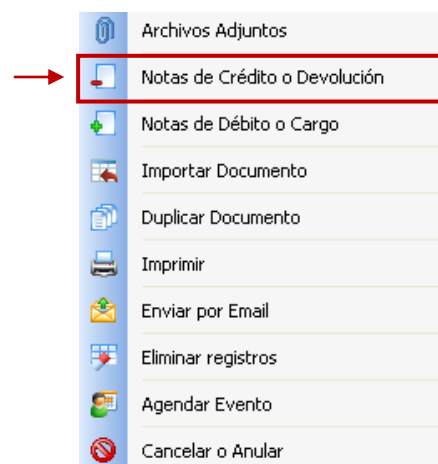 Archivos Adjuntos
Notas de Crédito o Devolución
Notas de Débito o Cargo
Importar Documento
Duplicar Documento
Imprimir
Enviar por Email
Eliminar registros
Agendar Evento
Cancelar o Anular